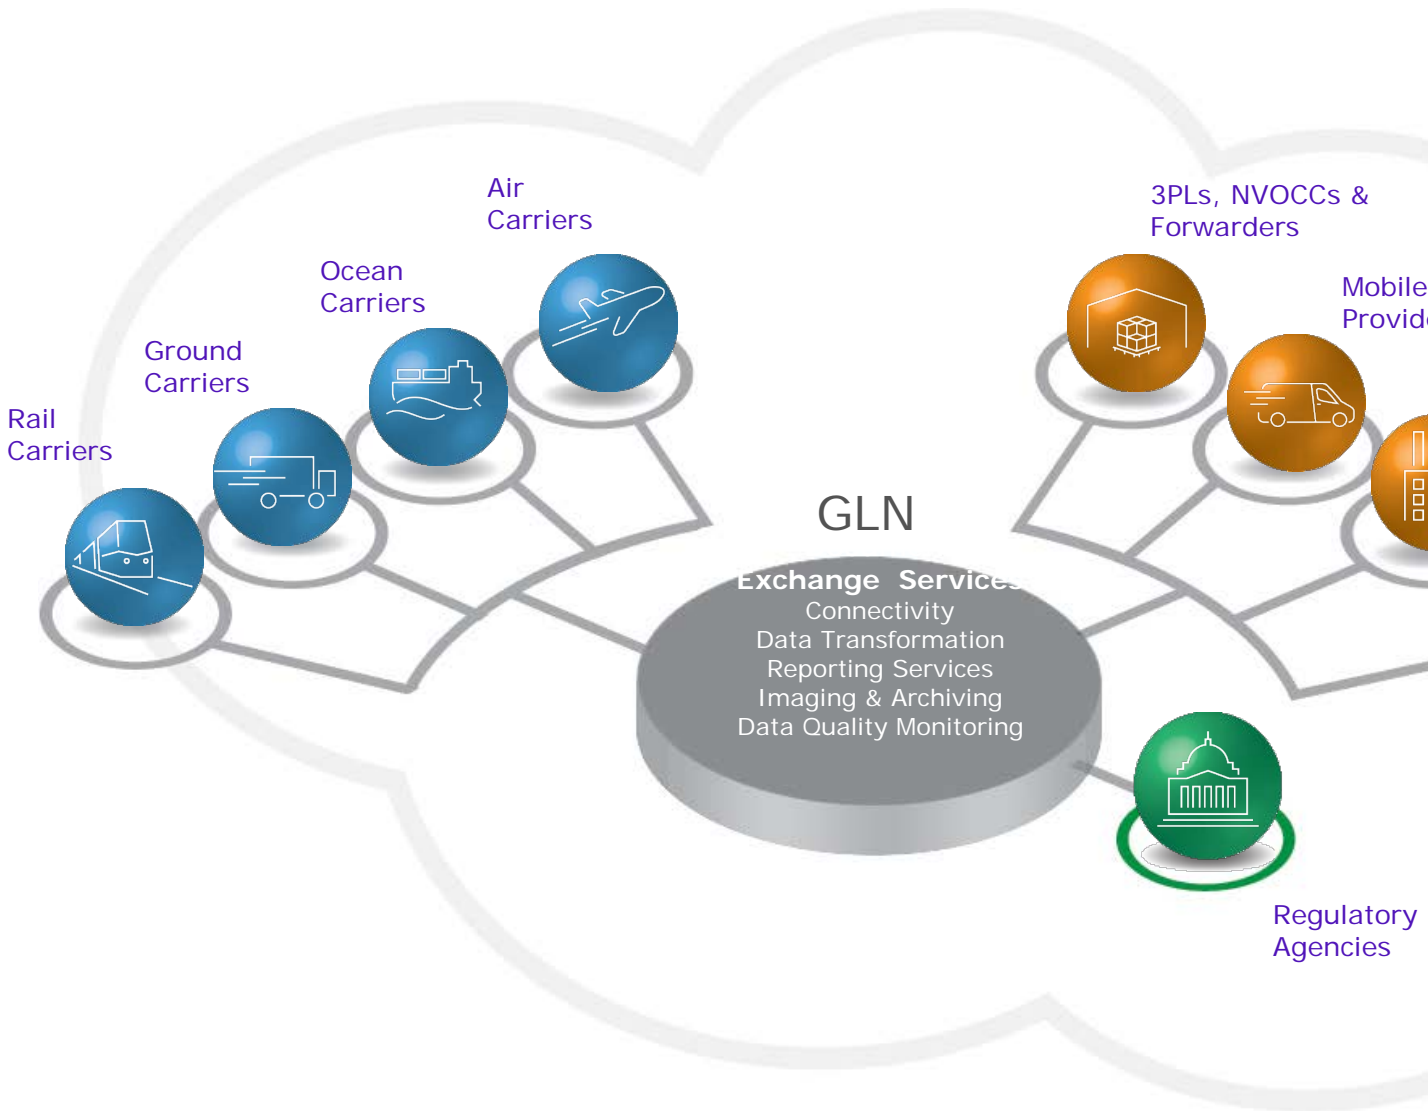 Air
Carriers
3PLs, NVOCCs &
Forwarders
Ocean
Carriers
Mobile
Ground
Carriers
Rail
Carriers
GLN
Exchange Services
Connectivity
Data Transformation
Reporting Services
Imaging & Archiving
Data Quality Monitoring
Regulatory
Agencies